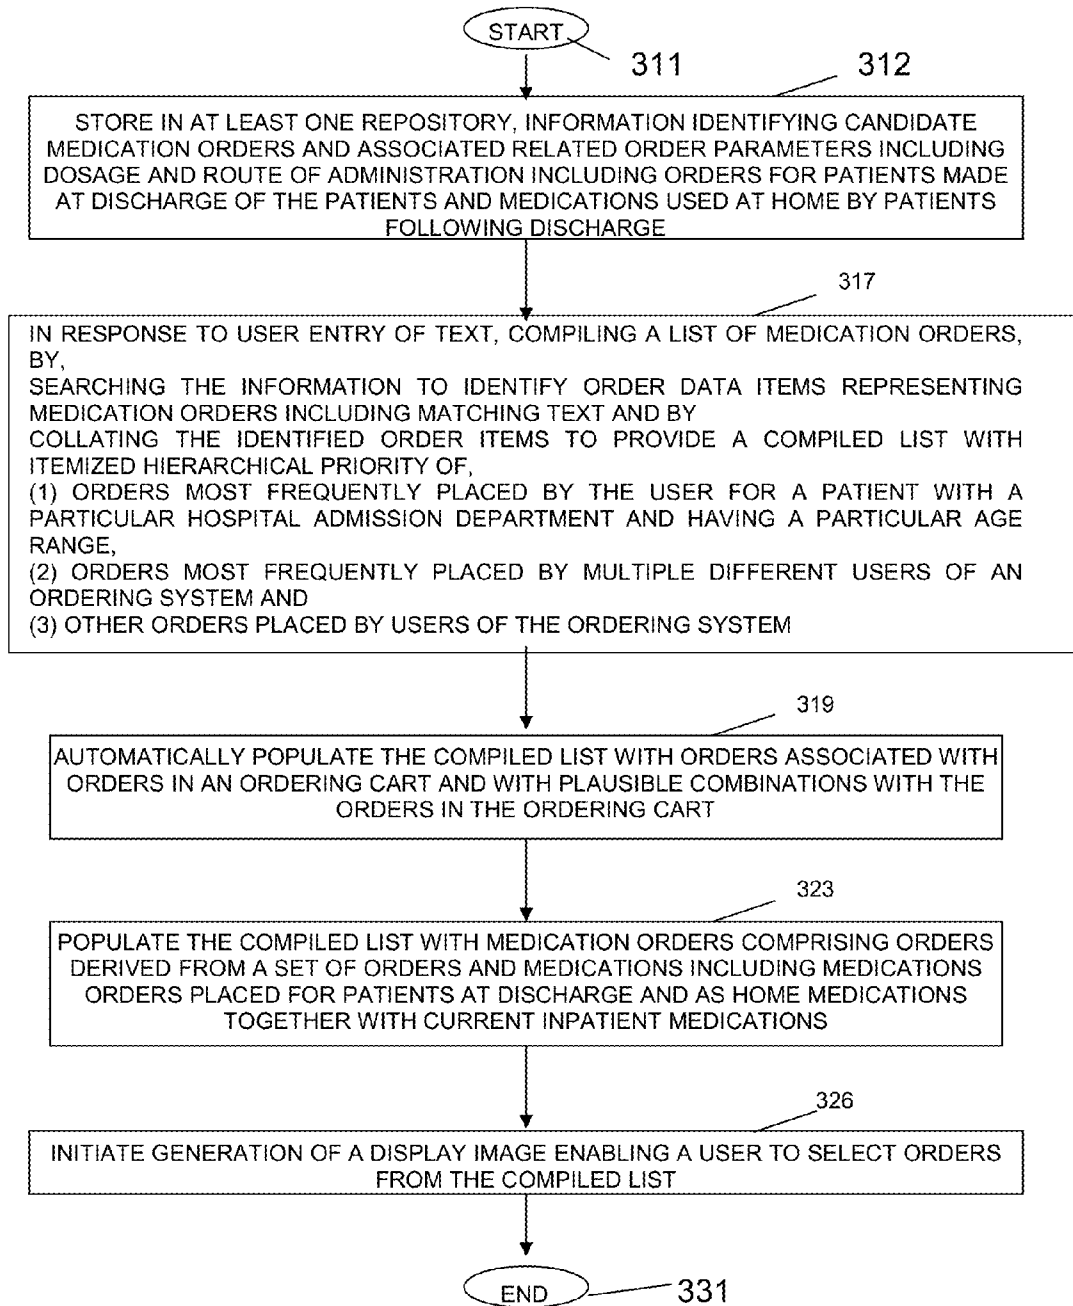 START
311
312
STORE IN AT LEAST ONE REPOSITORY, INFORMATION IDENTIFYING CANDIDATE
MEDICATION ORDERS AND ASSOCIATED RELATED ORDER PARAMETERS INCLUDING
DOSAGE AND ROUTE OF ADMINISTRATION INCLUDING ORDERS FOR PATIENTS MADE
AT DISCHARGE OF THE PATIENTS AND MEDICATIONS USED AT HOME BY PATIENTS
FOLLOWING DISCHARGE
317
IN RESPONSE TO USER ENTRY OF TEXT, COMPILING A LIST OF MEDICATION ORDERS,
BY,
SEARCHING THE INFORMATION TO IDENTIFY ORDER DATA ITEMS REPRESENTING
MEDICATION ORDERS INCLUDING MATCHING TEXT AND BY
COLLATING THE IDENTIFIED ORDER ITEMS TO PROVIDE A COMPILED LIST WITH
ITEMIZED HIERARCHICAL PRIORITY OF,
(1) ORDERS MOST FREQUENTLY PLACED BY THE USER FOR A PATIENT WITH A
PARTICULAR HOSPITAL ADMISSION DEPARTMENT AND HAVING A PARTICULAR AGE
RANGE,
(2) ORDERS MOST FREQUENTLY PLACED BY MULTIPLE DIFFERENT USERS OF AN
ORDERING SYSTEM AND
(3) OTHER ORDERS PLACED BY USERS OF THE ORDERING SYSTEM
319
AUTOMATICALLY POPULATE THE COMPILED LIST WITH ORDERS ASSOCIATED WITH
ORDERS IN AN ORDERING CART AND WITH PLAUSIBLE COMBINATIONS WITH THE
ORDERS IN THE ORDERING CART
323
POPULATE THE COMPILED LIST WITH MEDICATION ORDERS COMPRISING ORDERS
DERIVED FROM A SET OF ORDERS AND MEDICATIONS INCLUDING MEDICATIONS
ORDERS PLACED FOR PATIENTS AT DISCHARGE AND AS HOME MEDICATIONS
TOGETHER WITH CURRENT INPATIENT MEDICATIONS
326
INITIATE GENERATION OF A DISPLAY IMAGE ENABLING A USER TO SELECT ORDERS
FROM THE COMPILED LIST
END
331